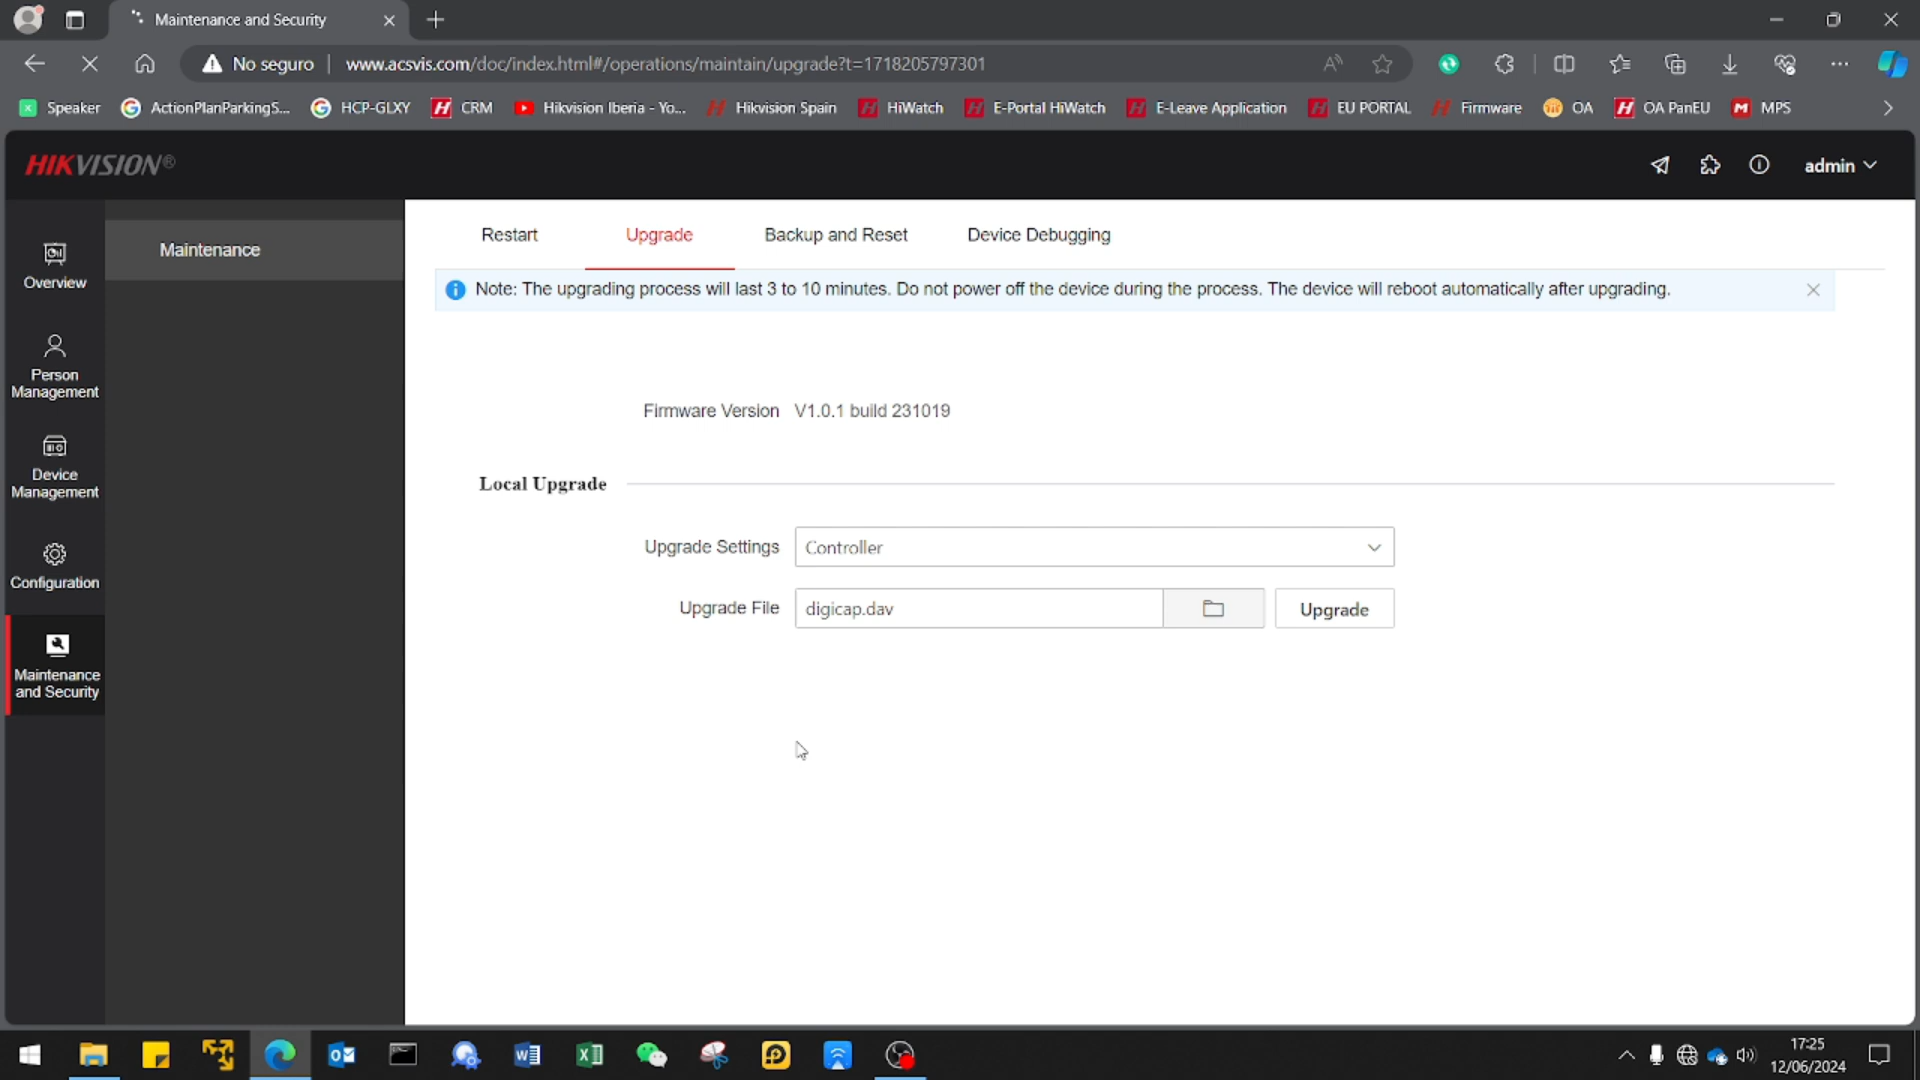 Maintenance and Security
No seguro
www.acsvis.com/doc/index.html#/operations/maintain/upgrade?t=1718205797301
Speaker
ActionPlanParkingS...
HCP-GLXY
CRM
Hikvision Iberia - Yo...
Hikvision Spain
HiWatch
E-Portal HiWatch
E-Leave Application
EU PORTAL
Firmware
OA
OA PanEU
MPS
HIKVISION®
admin
Overview
Person
Management
Device
Management
Configuration
Maintenance
and Security
Maintenance
Restart
Upgrade
Backup and Reset
Device Debugging
Note: The upgrading process will last 3 to 10 minutes. Do not power off the device during the process. The device will reboot automatically after upgrading.
Firmware Version V1.0.1 build 231019
Local Upgrade
Upgrade Settings Controller
Upgrade File digicap.dav Upgrade
17:25
12/06/2024